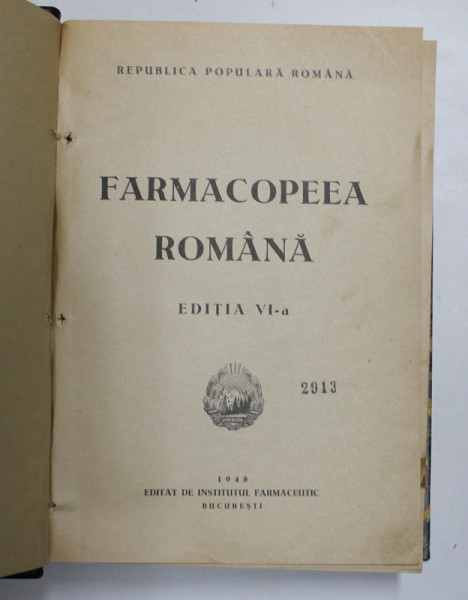 REPUBLICA POPULARĂ ROMÂNĂ
FARMACOPEEA
ROMÂNĂ
EDIȚIA VI-a
2913
1948
EDITAT DE INSTITUTUL FARMACEUTIC
BUCUREȘTI